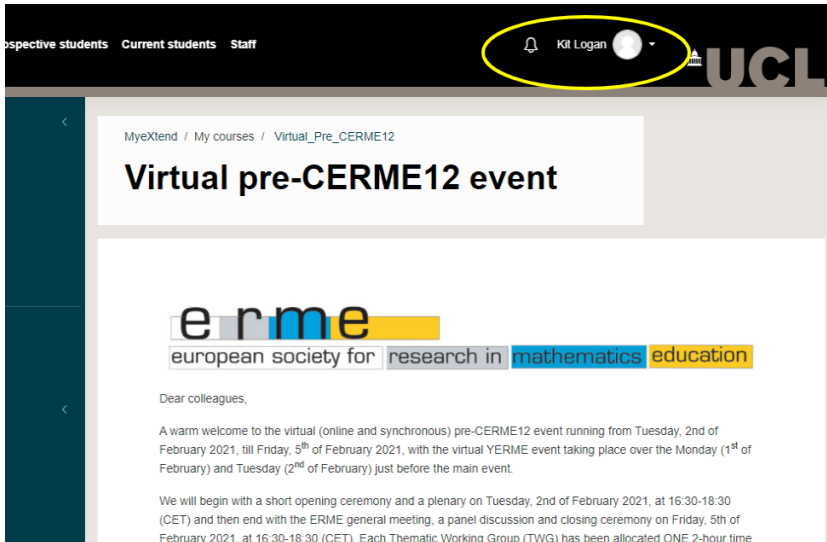 ospective students Current students Staff
Kit Logan
UCL
MyeXtend / My courses / Virtual_Pre_CERME12
Virtual pre-CERME12 event
erme
european society for research in mathematics education
Dear colleagues,
A warm welcome to the virtual (online and synchronous) pre-CERME12 event running from Tuesday, 2nd of
February 2021, till Friday, 5th of February 2021, with the virtual YERME event taking place over the Monday (1st of
February) and Tuesday (2nd of February) just before the main event.
We will begin with a short opening ceremony and a plenary on Tuesday, 2nd of February 2021, at 16:30-18:30
(CET) and then end with the ERME general meeting, a panel discussion and closing ceremony on Friday, 5th of
February 2021, at 16:30-18:30 (CET). Each Thematic Working Group (TWG) has been allocated ONE 2-hour time